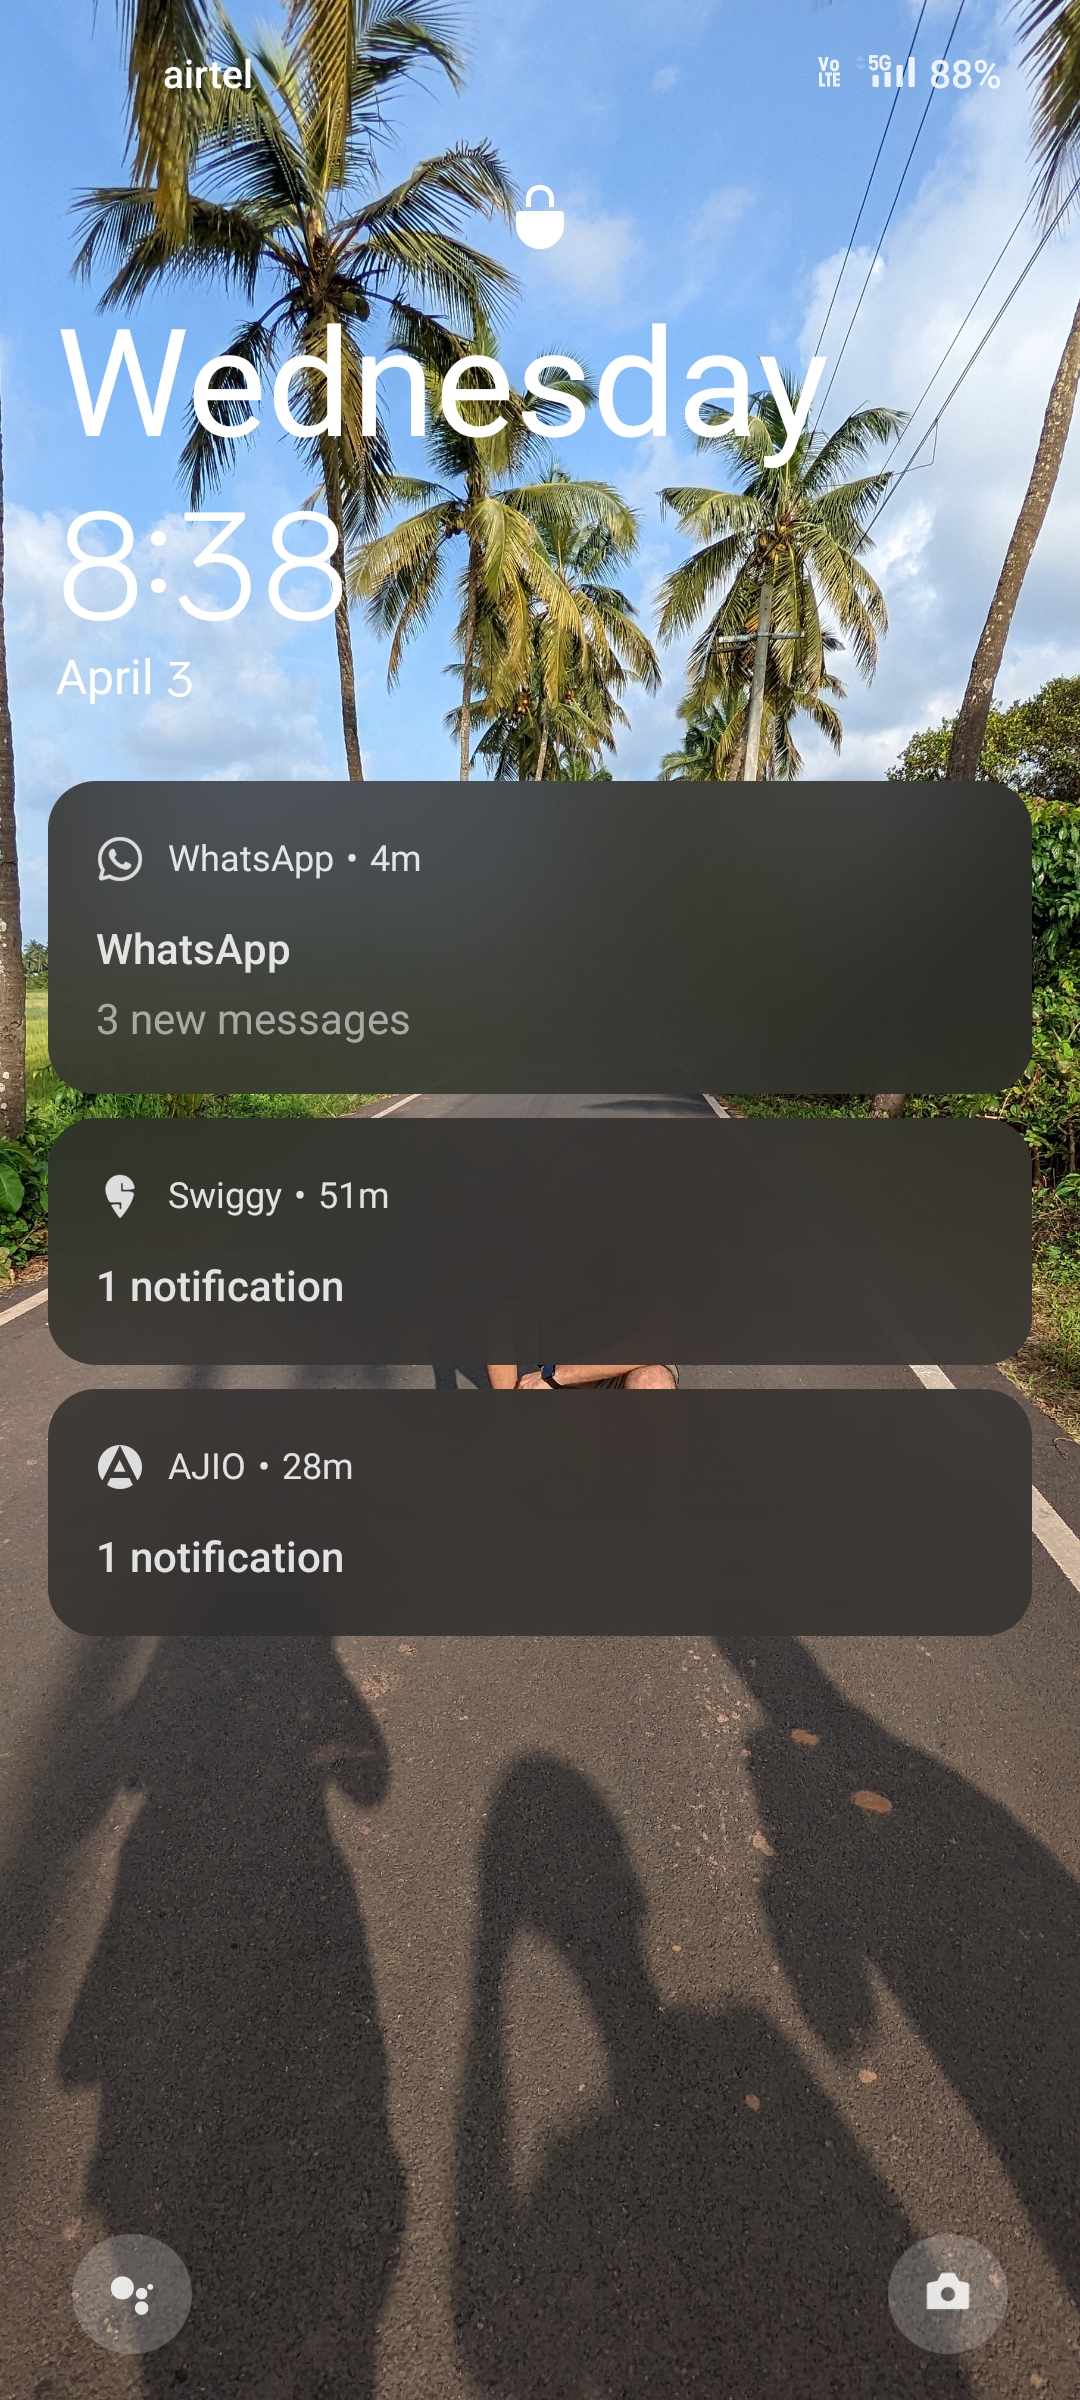 airtel
Vo LTE 5G 88%
Wednesday
8:38
April 3
WhatsApp • 4m
WhatsApp
3 new messages
Swiggy • 51m
1 notification
AJIO • 28m
1 notification